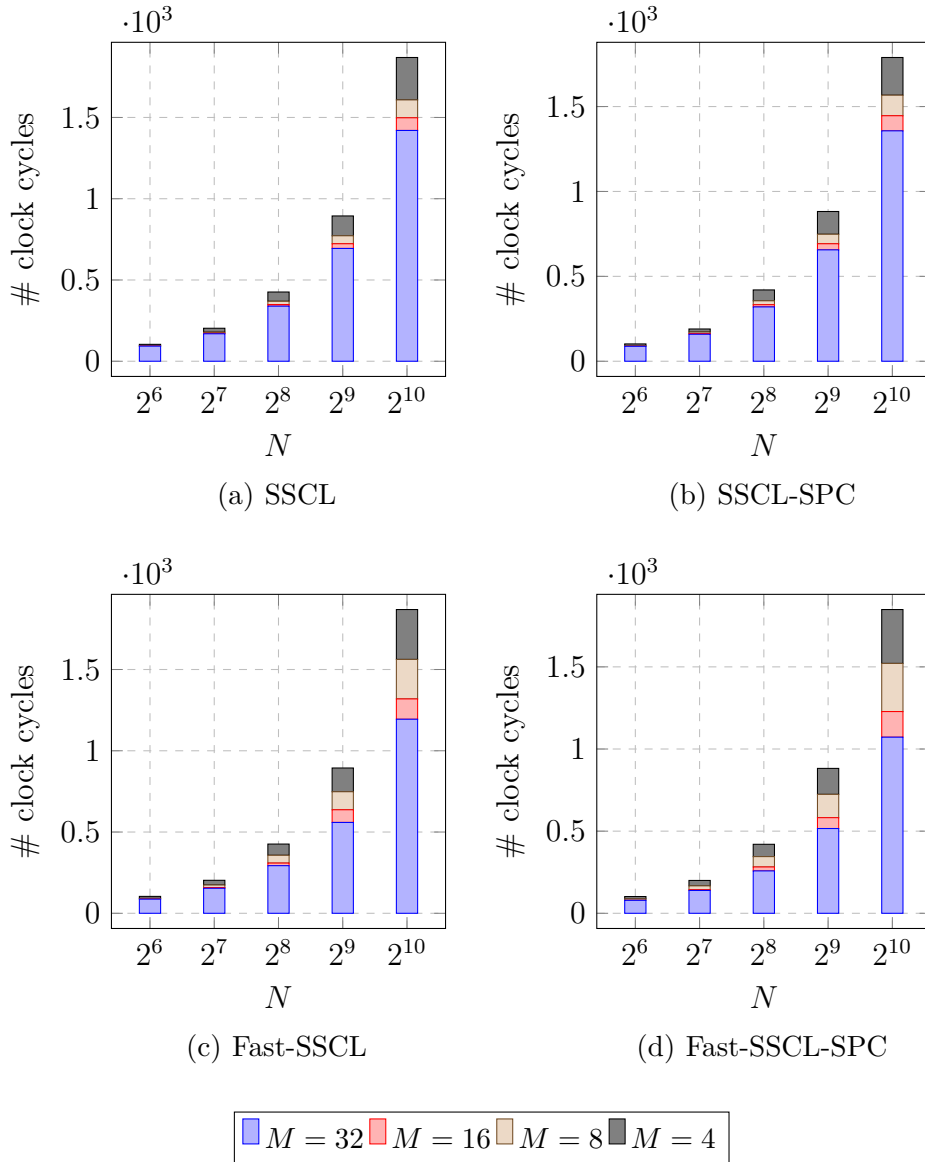 ·10³ ·10³
1.5 1.5
1 1
0.5 0.5
0 0
# clock cycles # clock cycles
2⁶ 2⁷ 2⁸ 2⁹ 2¹⁰ 2⁶ 2⁷ 2⁸ 2⁹ 2¹⁰
N N
(a) SSCL (b) SSCL-SPC
·10³ ·10³
1.5 1.5
1 1
0.5 0.5
0 0
# clock cycles # clock cycles
2⁶ 2⁷ 2⁸ 2⁹ 2¹⁰ 2⁶ 2⁷ 2⁸ 2⁹ 2¹⁰
N N
(c) Fast-SSCL (d) Fast-SSCL-SPC
M = 32 M = 16 M = 8 M = 4